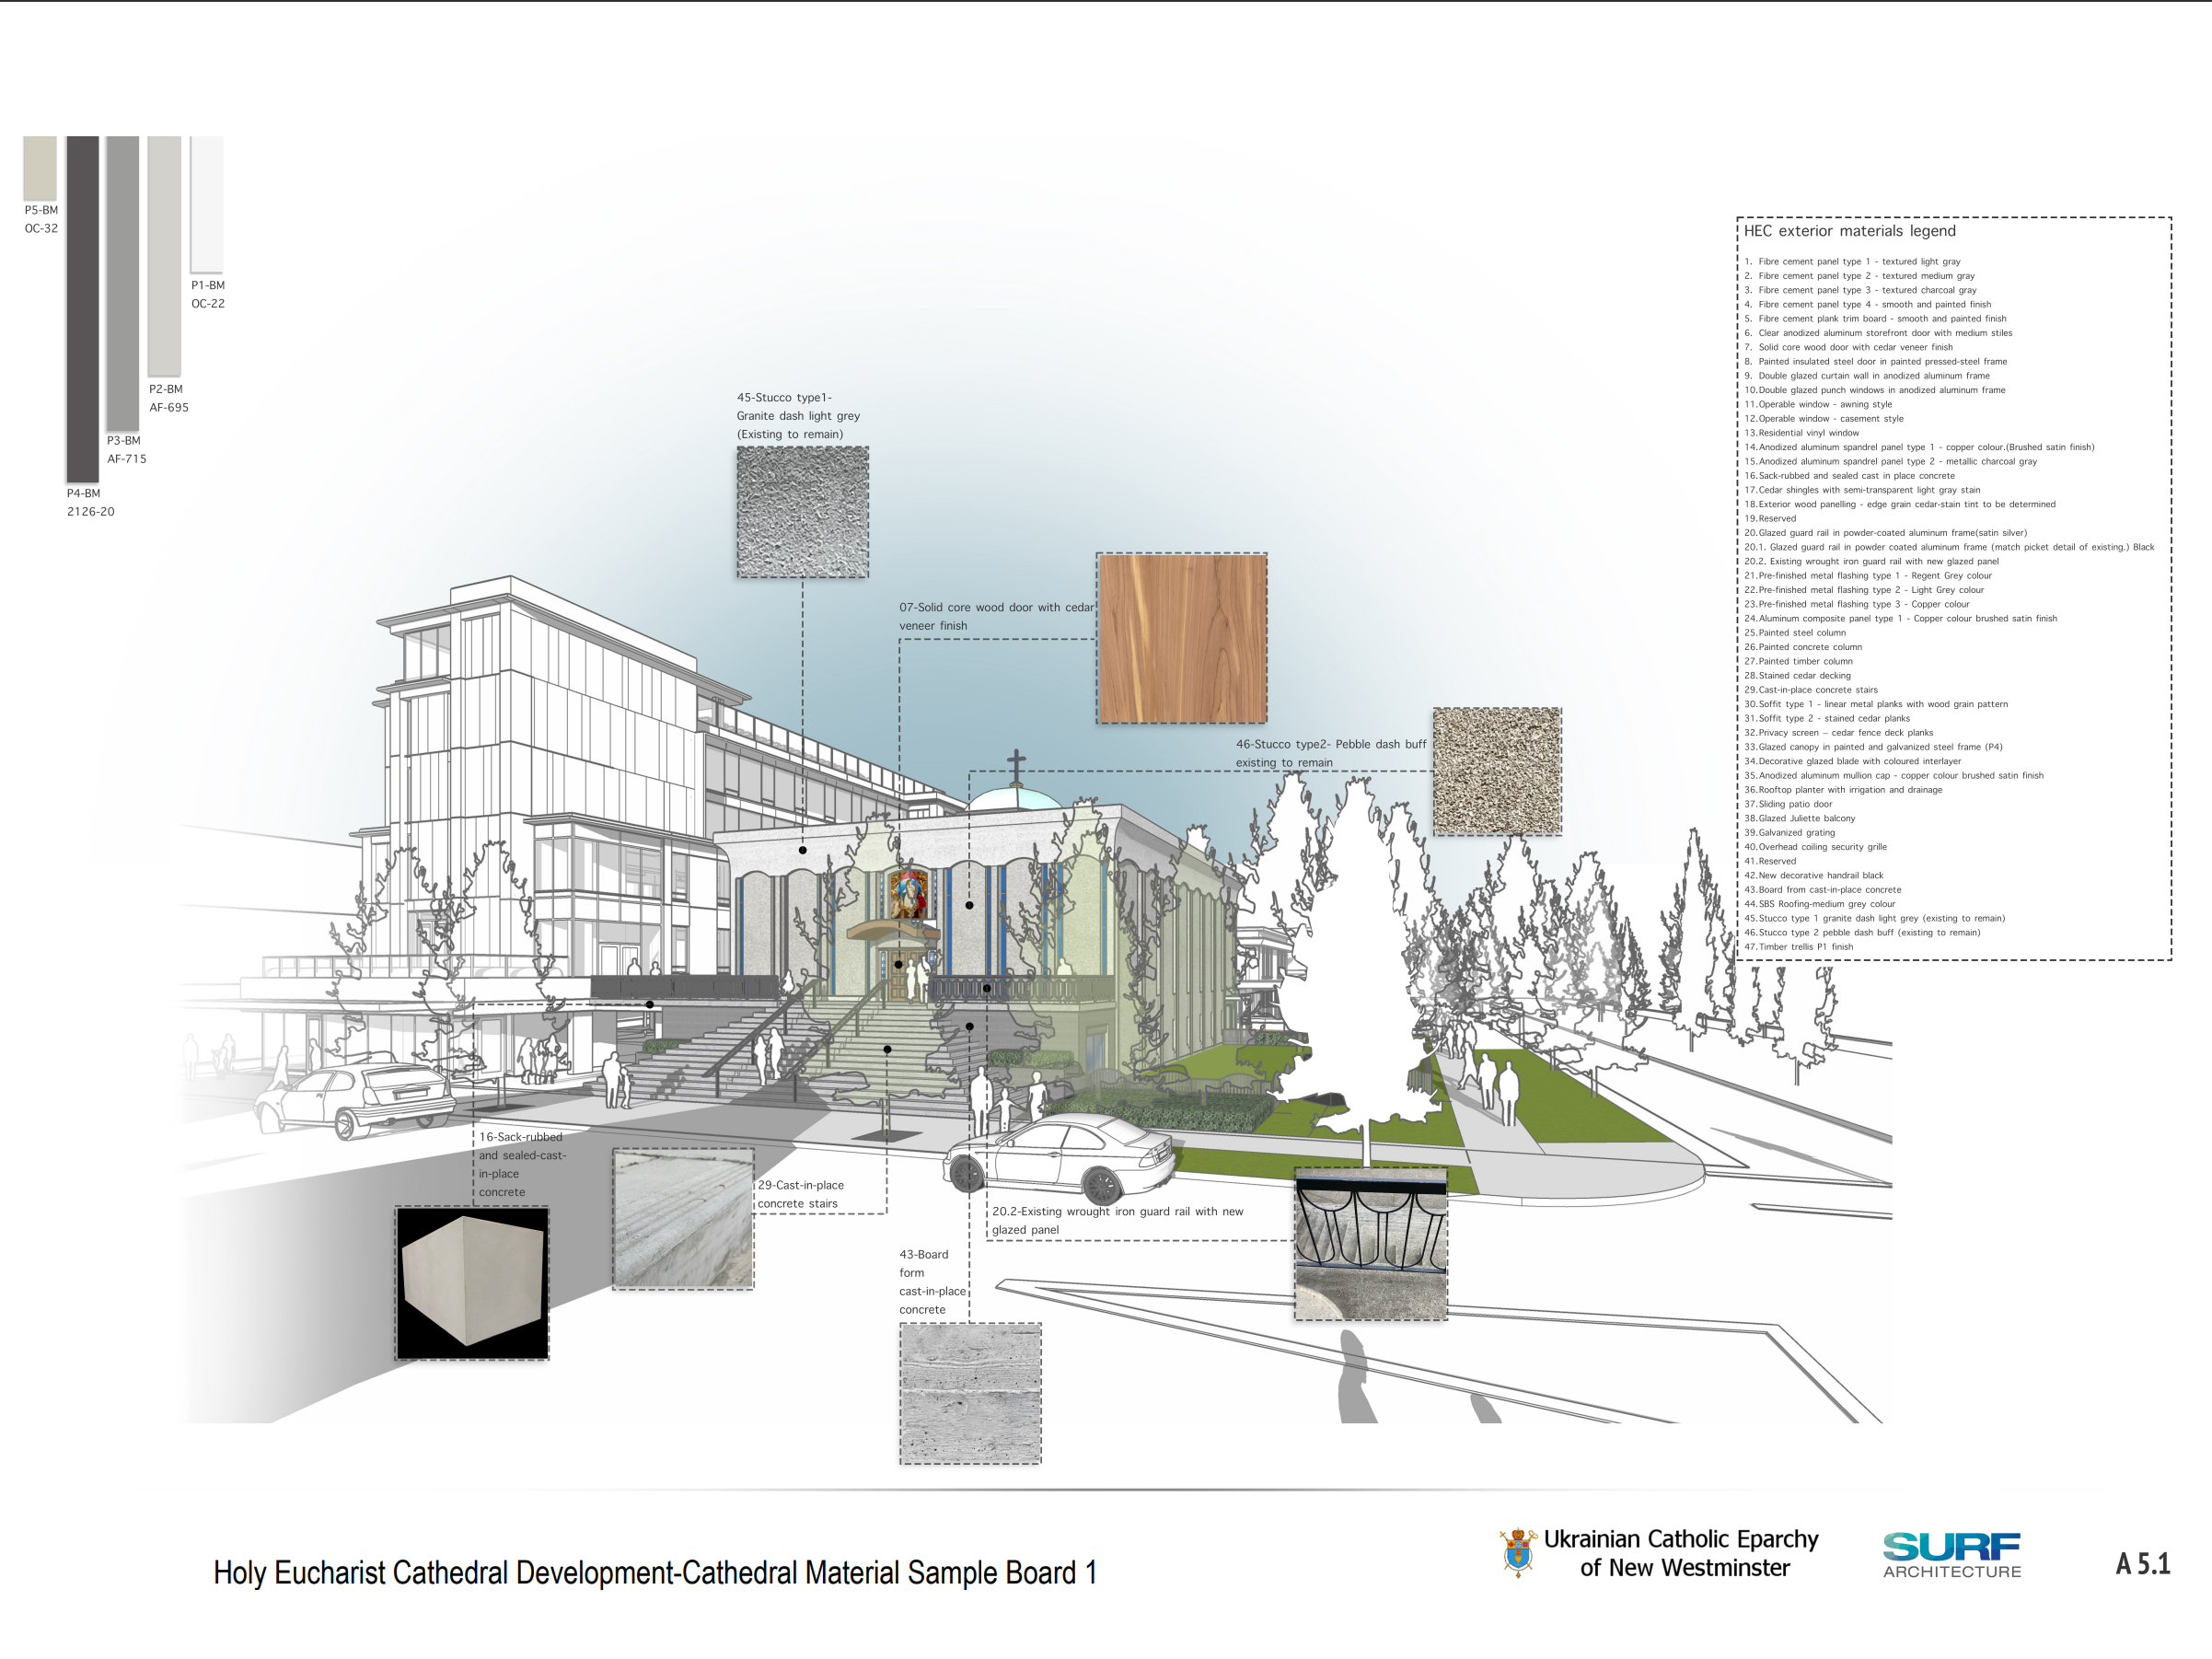 P5-BM
OC-32
P4-BM
2126-20
P3-BM
AF-715
P2-BM
AF-695
P1-BM
OC-22
45-Stucco type1-
Granite dash light grey
(Existing to remain)
07-Solid core wood door with cedar
veneer finish
46-Stucco type2- Pebble dash buff
existing to remain
16-Sack-rubbed
and sealed-cast-
in-place
concrete
29-Cast-in-place
concrete stairs
20.2-Existing wrought iron guard rail with new
glazed panel
43-Board
form
cast-in-place
concrete
HEC exterior materials legend
1. Fibre cement panel type 1 - textured light gray
2. Fibre cement panel type 2 - textured medium gray
3. Fibre cement panel type 3 - textured charcoal gray
4. Fibre cement panel type 4 - smooth and painted finish
5. Fibre cement plank trim board - smooth and painted finish
6. Clear anodized aluminum storefront door with medium stiles
7. Solid core wood door with cedar veneer finish
8. Painted insulated steel door in painted pressed-steel frame
9. Double glazed curtain wall in anodized aluminum frame
10.Double glazed punch windows in anodized aluminum frame
11.Operable window - awning style
12.Operable window - casement style
13.Residential vinyl window
14.Anodized aluminum spandrel panel type 1 - copper colour.(Brushed satin finish)
15.Anodized aluminum spandrel panel type 2 - metallic charcoal gray
16.Sack-rubbed and sealed cast in place concrete
17.Cedar shingles with semi-transparent light gray stain
18.Exterior wood panelling - edge grain cedar-stain tint to be determined
19.Reserved
20.Glazed guard rail in powder-coated aluminum frame(satin silver)
20.1. Glazed guard rail in powder coated aluminum frame (match picket detail of existing.) Black
20.2. Existing wrought iron guard rail with new glazed panel
21.Pre-finished metal flashing type 1 - Regent Grey colour
22.Pre-finished metal flashing type 2 - Light Grey colour
23.Pre-finished metal flashing type 3 - Copper colour
24.Aluminum composite panel type 1 - Copper colour brushed satin finish
25.Painted steel column
26.Painted concrete column
27.Painted timber column
28.Stained cedar decking
29.Cast-in-place concrete stairs
30.Soffit type 1 - linear metal planks with wood grain pattern
31.Soffit type 2 - stained cedar planks
32.Privacy screen – cedar fence deck planks
33.Glazed canopy in painted and galvanized steel frame (P4)
34.Decorative glazed blade with coloured interlayer
35.Anodized aluminum mullion cap - copper colour brushed satin finish
36.Rooftop planter with irrigation and drainage
37.Sliding patio door
38.Glazed Juliette balcony
39.Galvanized grating
40.Overhead coiling security grille
41.Reserved
42.New decorative handrail black
43.Board from cast-in-place concrete
44.SBS Roofing-medium grey colour
45.Stucco type 1 granite dash light grey (existing to remain)
46.Stucco type 2 pebble dash buff (existing to remain)
47.Timber trellis P1 finish
Holy Eucharist Cathedral Development-Cathedral Material Sample Board 1
Ukrainian Catholic Eparchy
of New Westminster
SURF
ARCHITECTURE
A 5.1